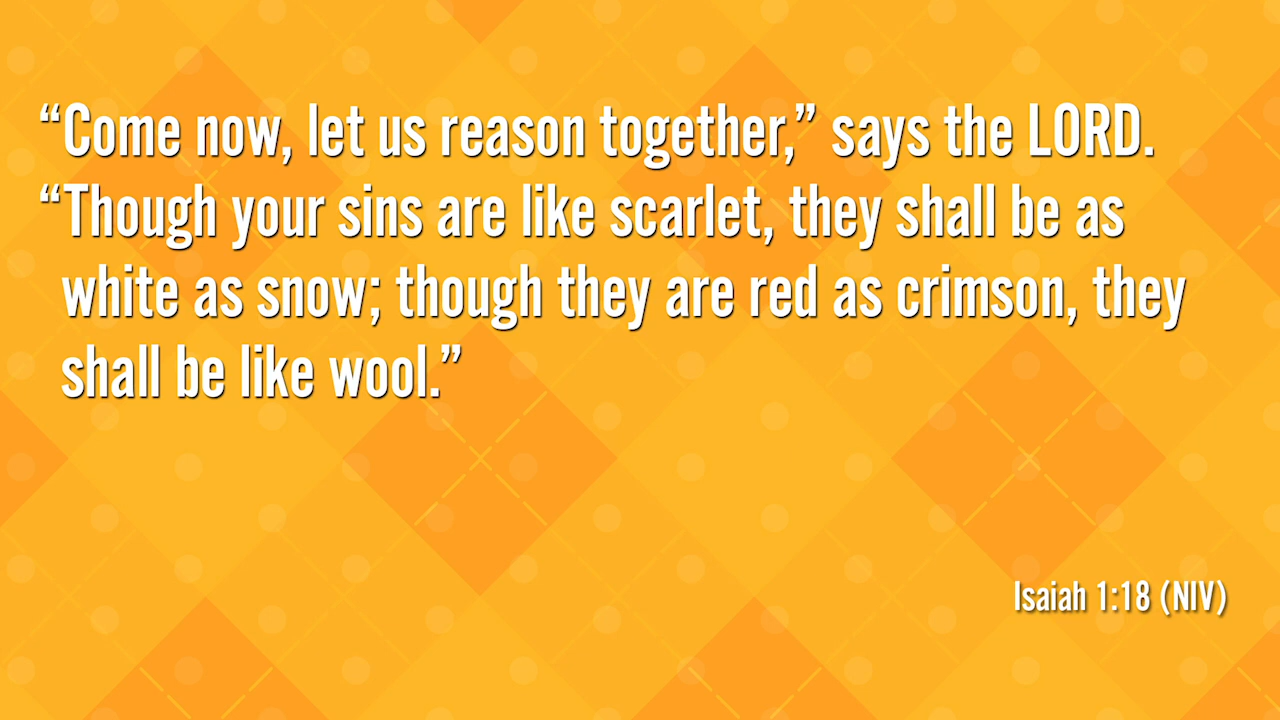 “Come now, let us reason together,” says the LORD.
“Though your sins are like scarlet, they shall be as
white as snow; though they are red as crimson, they
shall be like wool.”
Isaiah 1:18 (NIV)